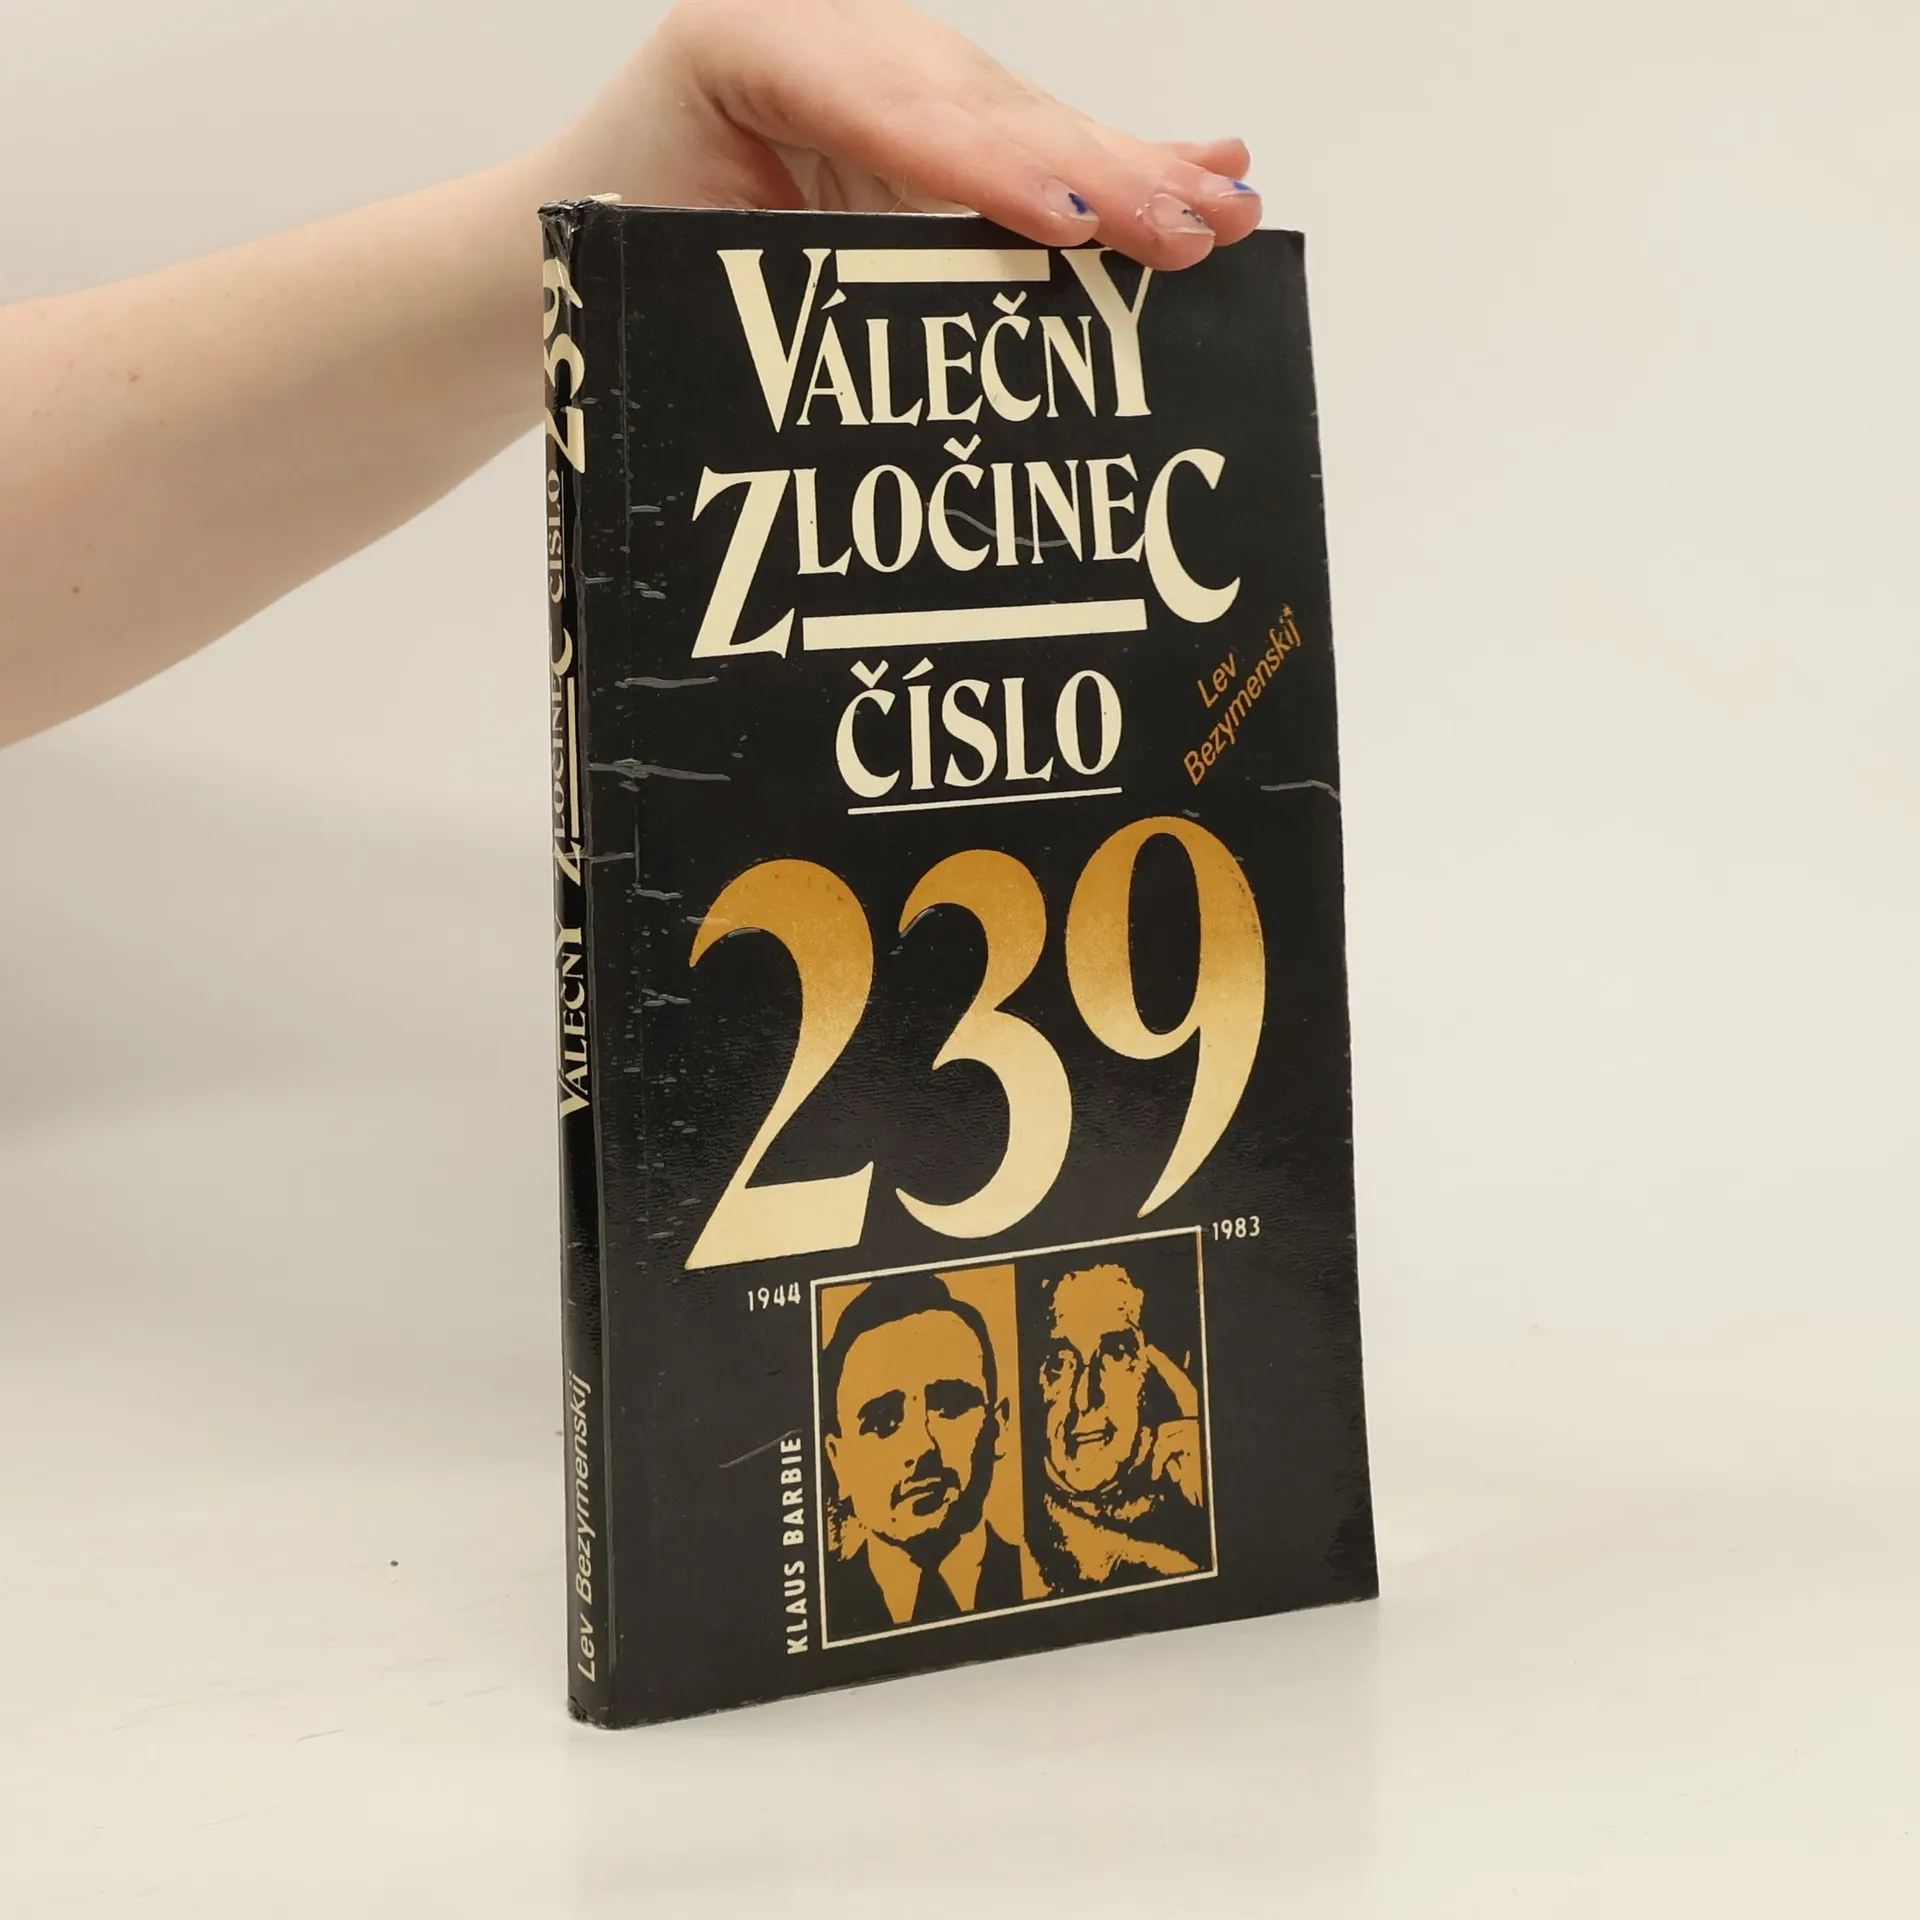 VÁLEČNÝ
ZLOČINEC
ČÍSLO
Lev
Bezymenskij
239
1944
1983
KLAUS BARBIE
Lev Bezymenskij VÁLEČNÝ ZLOČINEC ČÍSLO 239